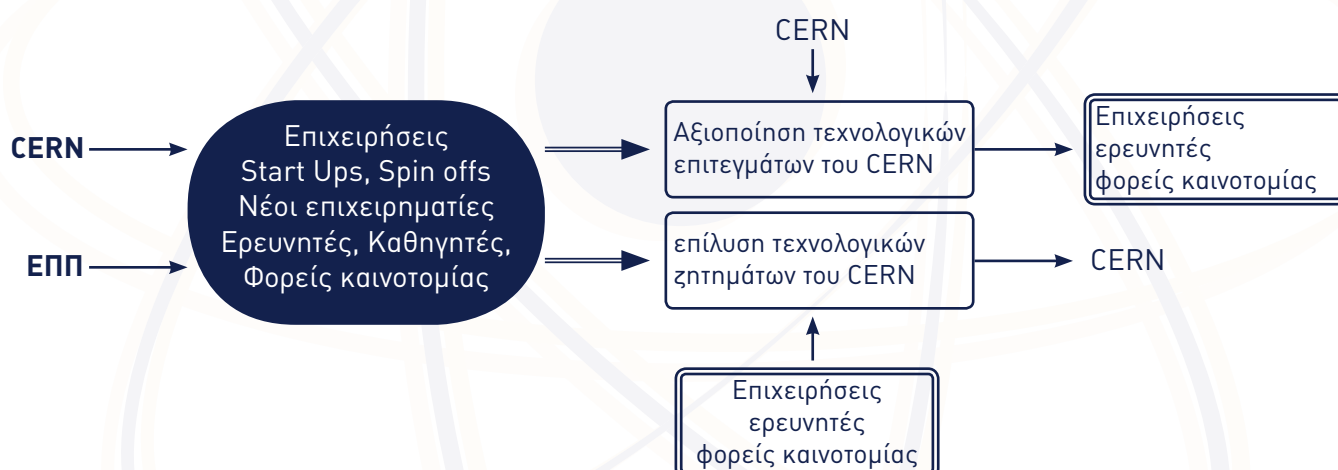 CERN
CERN
ΕΠΠ
Επιχειρήσεις
Start Ups, Spin offs
Νέοι επιχειρηματίες
Ερευνητές, Καθηγητές,
Φορείς καινοτομίας
Αξιοποίηση τεχνολογικών
επιτεγμάτων του CERN
Επιχειρήσεις
ερευνητές
φορείς καινοτομίας
επίλυση τεχνολογικών
ζητημάτων του CERN
CERN
Επιχειρήσεις
ερευνητές
φορείς καινοτομίας